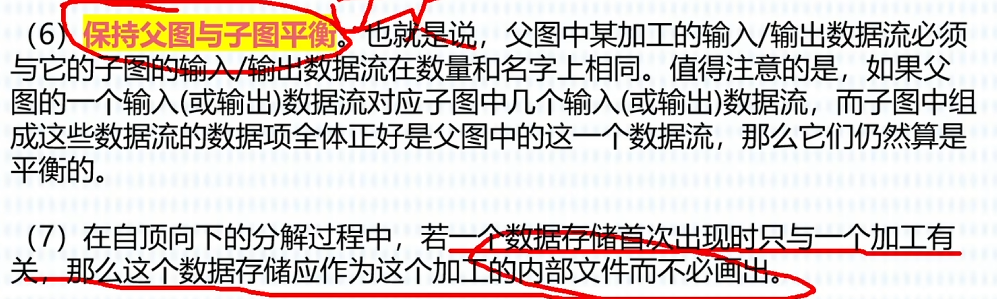 (6)保持父图与子图平衡。也就是说，父图中某加工的输入/输出数据流必须
与它的子图的输入/输出数据流在数量和名字上相同。值得注意的是，如果父
图的一个输入(或输出)数据流对应子图中几个输入(或输出)数据流，而子图中组
成这些数据流的数据项全体正好是父图中的这一个数据流，那么它们仍然算是
平衡的。
(7)在自顶向下的分解过程中，若一个数据存储首次出现时只与一个加工有
关，那么这个数据存储应作为这个加工的内部文件而不必画出。